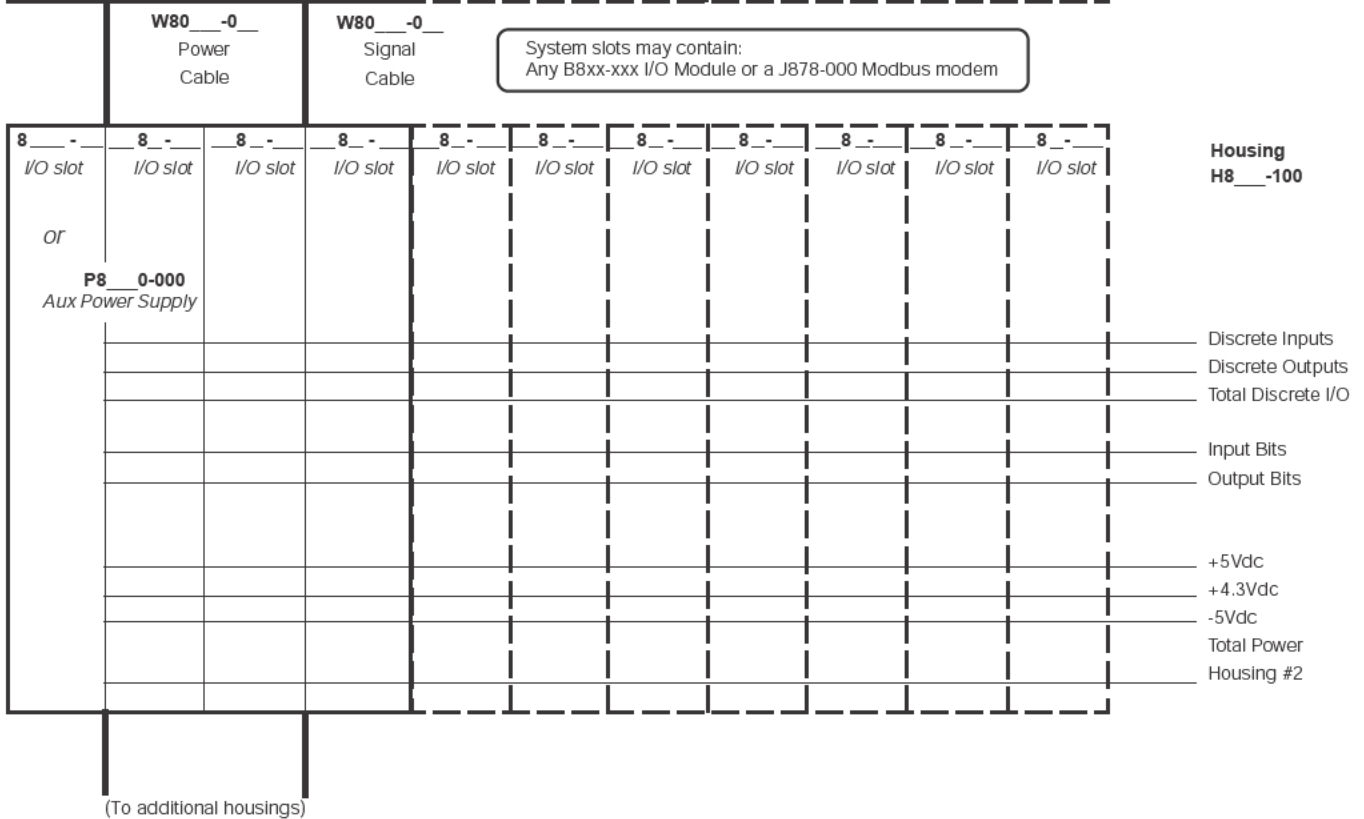 W80___-0__
Power
Cable
W80___-0__
Signal
Cable
System slots may contain:
Any B8xx-xxx I/O Module or a J878-000 Modbus modem
8____ - __ __8_-___ __8_-___ __8_ - ___ __8_-___ __8_-___ __8_-___ __8_-___ __8_-___ __8_-___ __8_-___
I/O slot I/O slot I/O slot I/O slot I/O slot I/O slot I/O slot I/O slot I/O slot I/O slot I/O slot
Housing
H8___-100
or
P8___0-000
Aux Power Supply
Discrete Inputs
Discrete Outputs
Total Discrete I/O
Input Bits
Output Bits
+5Vdc
+4.3Vdc
-5Vdc
Total Power
Housing #2
(To additional housings)